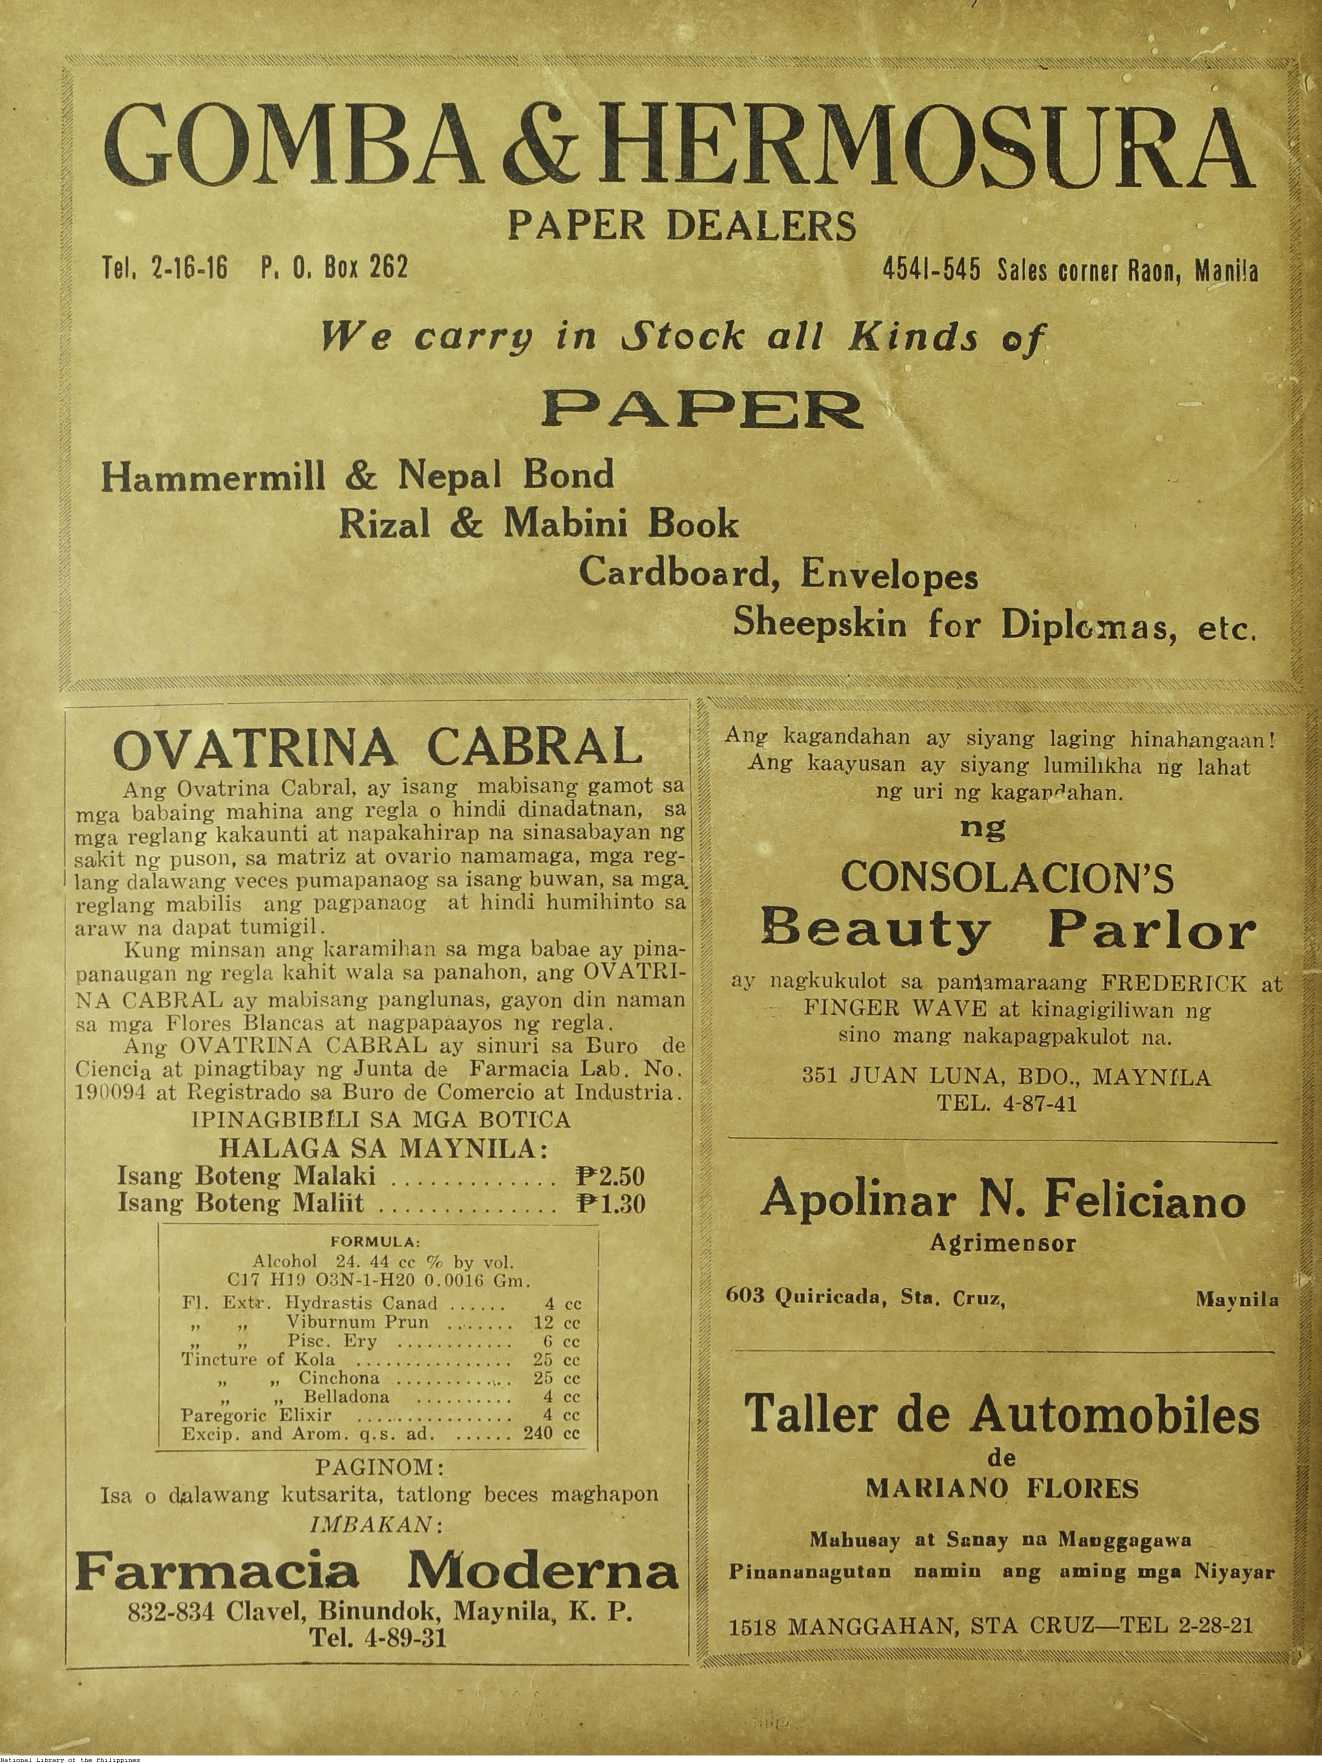 GOMBA & HERMOSURA
PAPER DEALERS
Tel. 2-16-16 P. O. Box 262
4541-545 Sales corner Raon, Manila
We carry in Stock all Kinds of
PAPER
Hammermill & Nepal Bond
Rizal & Mabini Book
Cardboard, Envelopes
Sheepskin for Diplomas, etc.
OVATRINA CABRAL
Ang Ovatrina Cabral, ay isang mabisang gamot sa
mga babaing mahina ang regla o hindi dinadatnan, sa
mga reglang kakaunti at napakahirap na sinasabayan ng
sakit ng puson, sa matriz at ovario namamaga, mga reg-
lang dalawang veces pumapanaog sa isang buwan, sa mga
reglang mabilis ang pagpanaog at hindi humihinto sa
araw na dapat tumigil.
Kung minsan ang karamihan sa mga babae ay pina-
panaugan ng regla kahit wala sa panahon, ang OVATRI-
NA CABRAL ay mabisang panglunas, gayon din naman
sa mga Flores Blancas at nagpapaayos ng regla.
Ang OVATRINA CABRAL ay sinuri sa Buro de
Ciencia at pinagtibay ng Junta de Farmacia Lab. No.
190094 at Registrado sa Buro de Comercio at Industria.
IPINAGBIBILI SA MGA BOTICA
HALAGA SA MAYNILA:
Isang Boteng Malaki ............. ₱2.50
Isang Boteng Maliit .............. ₱1.30
FORMULA:
Alcohol 24. 44 cc % by vol.
C17 H19 O3N-1-H20 0.0016 Gm.
Fl. Extr. Hydrastis Canad ...... 4 cc
„ „ Viburnum Prun ....... 12 cc
„ „ Pisc. Ery ............ 6 cc
Tincture of Kola ................ 25 cc
„ „ Cinchona ............ 25 cc
„ „ Belladona .......... 4 cc
Paregoric Elixir ................ 4 cc
Excip. and Arom. q.s. ad. ...... 240 cc
PAGINOM:
Isa o dalawang kutsarita, tatlong beces maghapon
IMBAKAN:
Farmacia Moderna
832-834 Clavel, Binundok, Maynila, K. P.
Tel. 4-89-31
Ang kagandahan ay siyang laging hinahangaan!
Ang kaayusan ay siyang lumilikha ng lahat
ng uri ng kagandahan.
ng
CONSOLACION'S
Beauty Parlor
ay nagkukulot sa pamamaraang FREDERICK at
FINGER WAVE at kinagigiliwan ng
sino mang nakapagpakulot na.
351 JUAN LUNA, BDO., MAYNILA
TEL. 4-87-41
Apolinar N. Feliciano
Agrimensor
603 Quiricada, Sta. Cruz, Maynila
Taller de Automobiles
de
MARIANO FLORES
Mahusay at Sanay na Manggagawa
Pinananagutan namin ang aming mga Niyayar
1518 MANGGAHAN, STA CRUZ—TEL 2-28-21
National Library of the Philippines